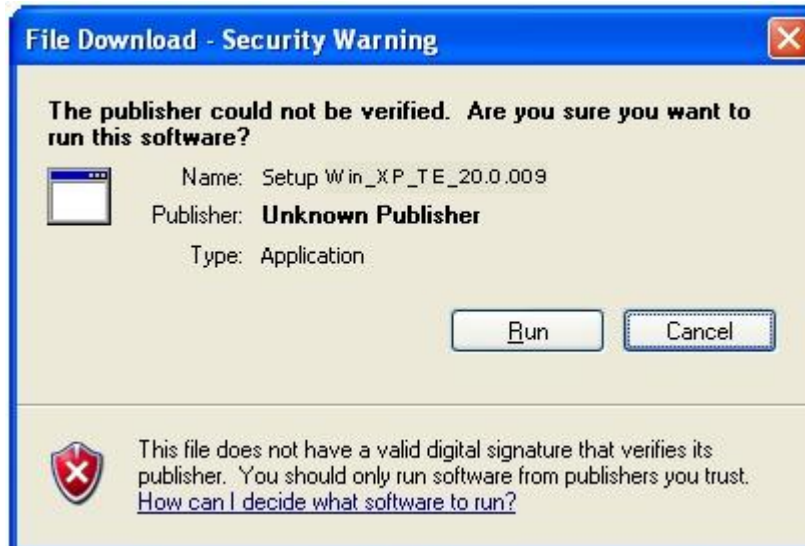 File Download - Security Warning
The publisher could not be verified.  Are you sure you want to
run this software?
Name: Setup Win_XP_TE_20.0.009
Publisher: Unknown Publisher
Type: Application
Run Cancel
This file does not have a valid digital signature that verifies its
publisher.  You should only run software from publishers you trust.
How can I decide what software to run?